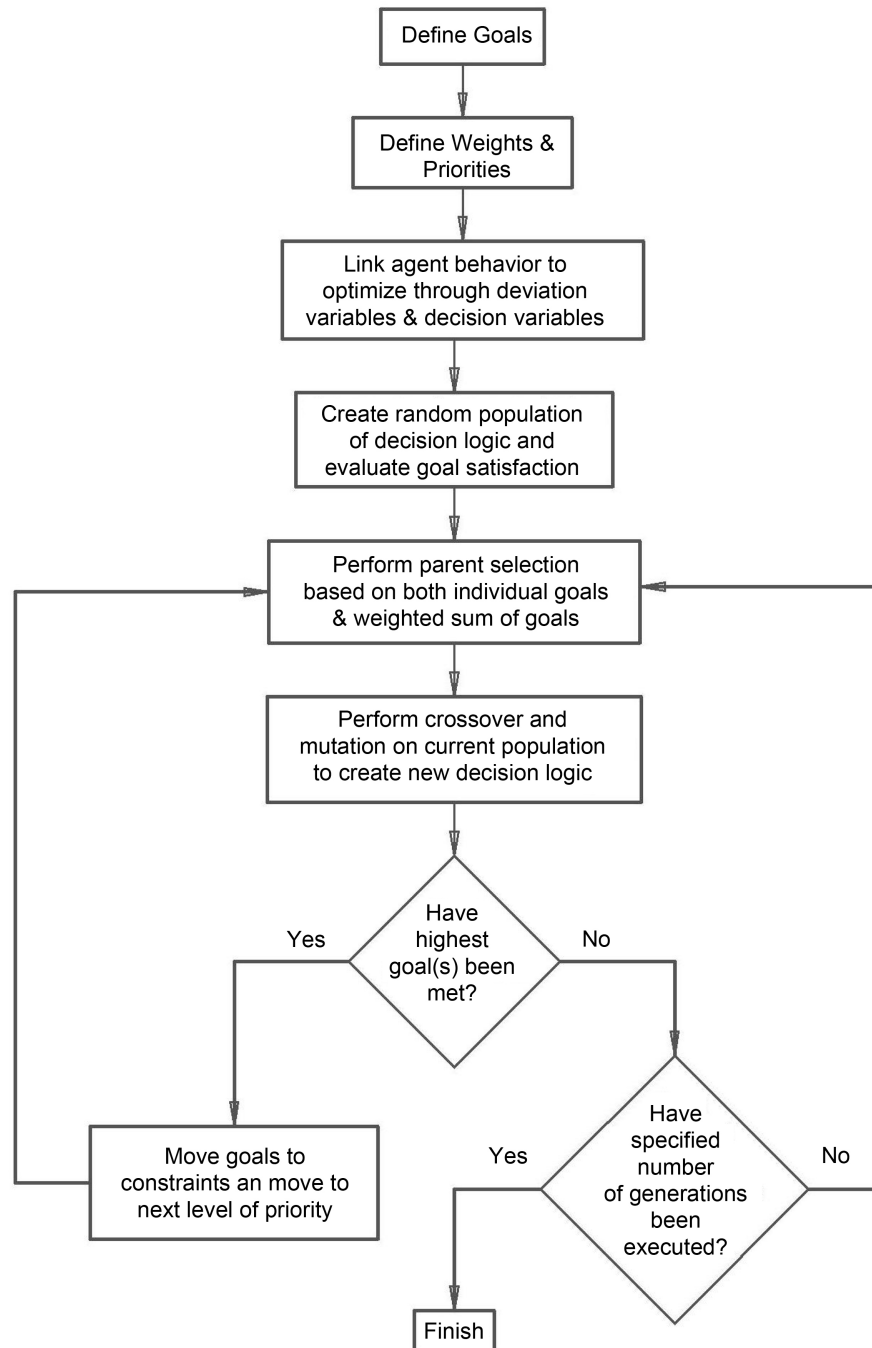 Define Goals
Define Weights &
Priorities
Link agent behavior to
optimize through deviation
variables & decision variables
Create random population
of decision logic and
evaluate goal satisfaction
Perform parent selection
based on both individual goals
& weighted sum of goals
Perform crossover and
mutation on current population
to create new decision logic
Have
highest
goal(s) been
met?
Yes
No
Move goals to
constraints an move to
next level of priority
Have
specified
number
of generations
been
executed?
Yes
No
Finish